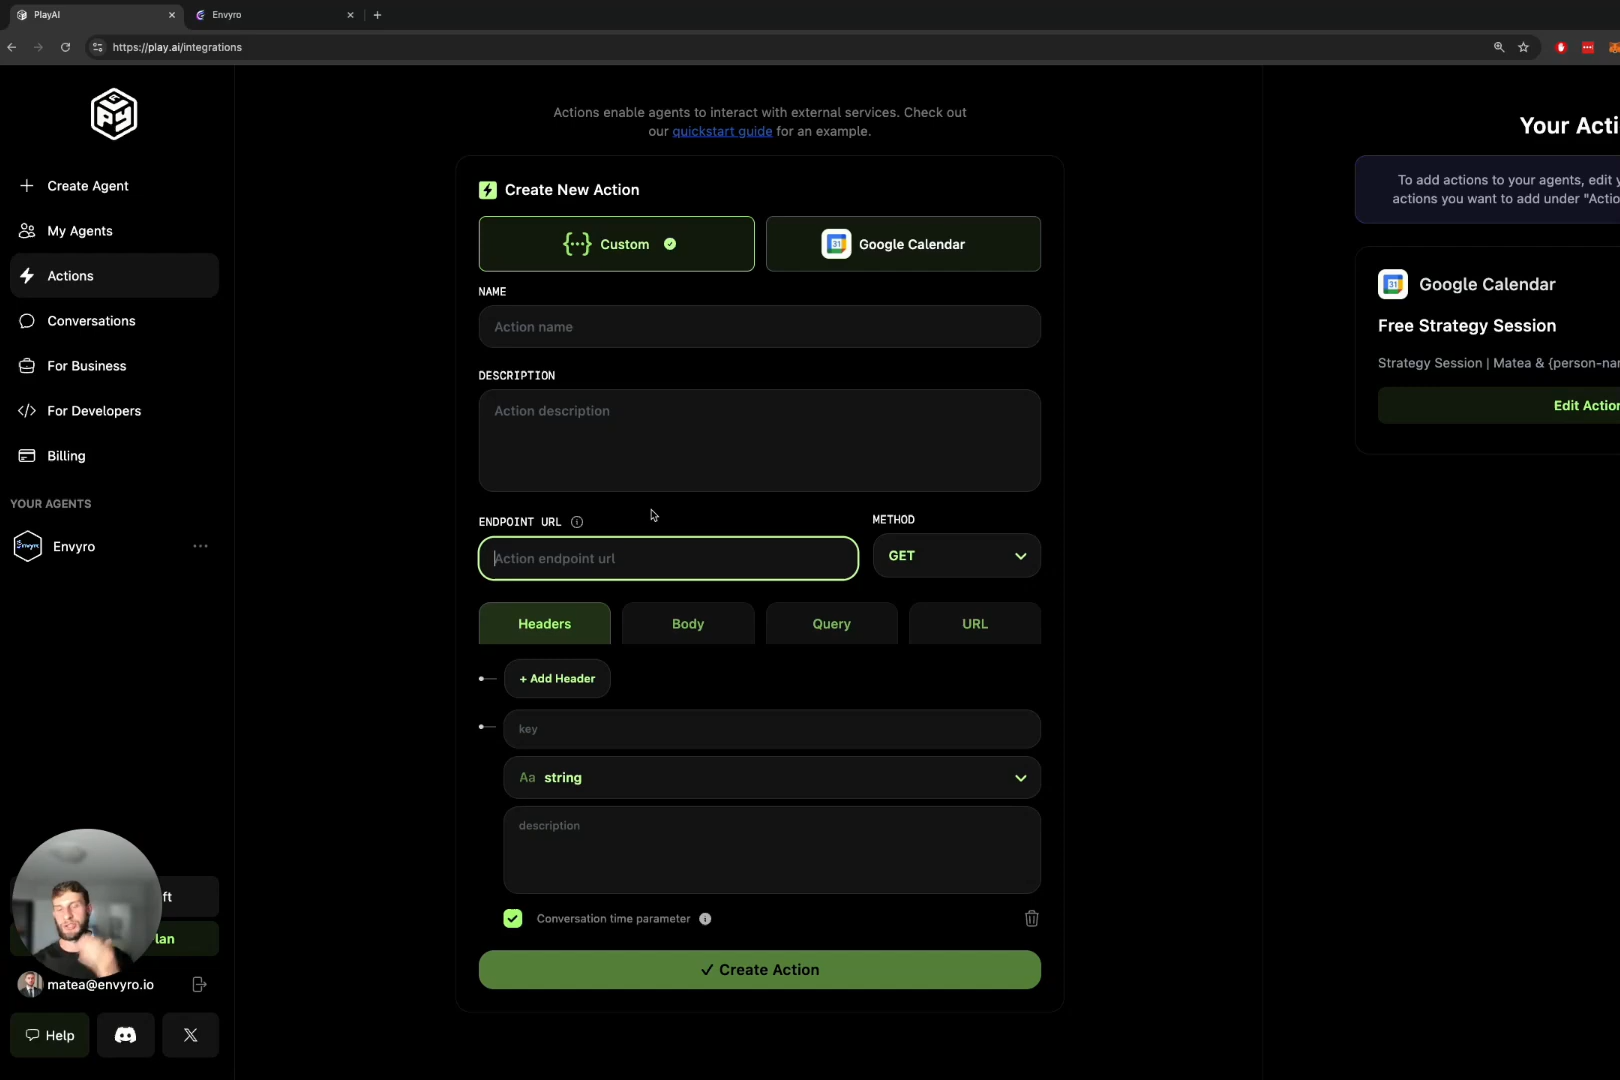 PlayAI
Envyro
https://play.ai/integrations
Create Agent
My Agents
Actions
Conversations
For Business
For Developers
Billing
YOUR AGENTS
Envyro
ft
lan
matea@envyro.io
Help
Actions enable agents to interact with external services. Check out
our quickstart guide for an example.
Create New Action
Custom
Google Calendar
NAME
Action name
DESCRIPTION
Action description
ENDPOINT URL
METHOD
Action endpoint url
GET
Headers
Body
Query
URL
+ Add Header
key
Aa string
description
Conversation time parameter
✓ Create Action
Your Acti
To add actions to your agents, edit y
actions you want to add under "Actio
31
Google Calendar
Free Strategy Session
Strategy Session | Matea & {person-nar
Edit Action